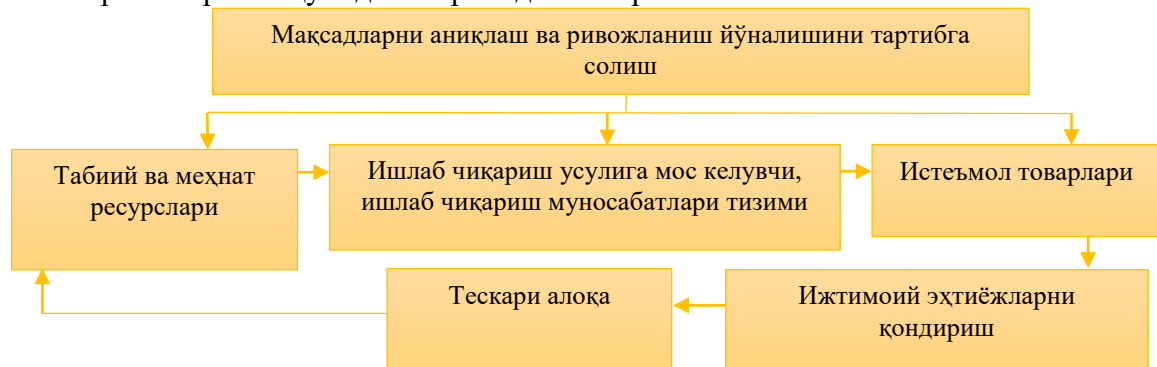 Мақсадларни аниқлаш ва ривожланиш йўналишини тартибга
солиш
Табиий ва меҳнат
ресурслари
Ишлаб чиқариш усулига мос келувчи,
ишлаб чиқариш муносабатлари тизими
Истеъмол товарлари
Тескари алоқа
Ижтимоий эҳтиёжларни
қондириш